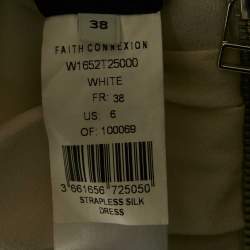 38
FAITH CONNEXION
W1652T25000
WHITE
FR: 38
US: 6
OF: 100069
3 661656 725050
STRAPLESS SILK
DRESS